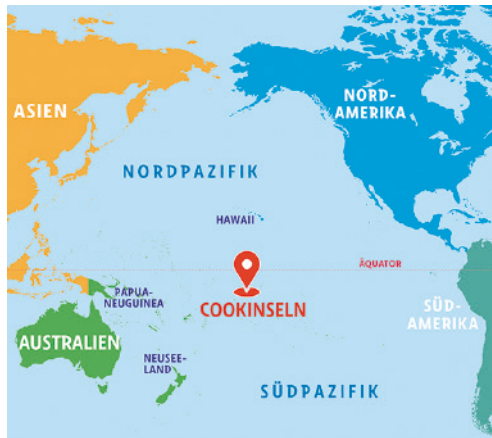 ASIEN
NORD-
AMERIKA
NORDPAZIFIK
HAWAII
ÄQUATOR
PAPUA-
NEUGUINEA
COOKINSELN
SÜD-
AMERIKA
AUSTRALIEN
NEUSEE-
LAND
SÜDPAZIFIK